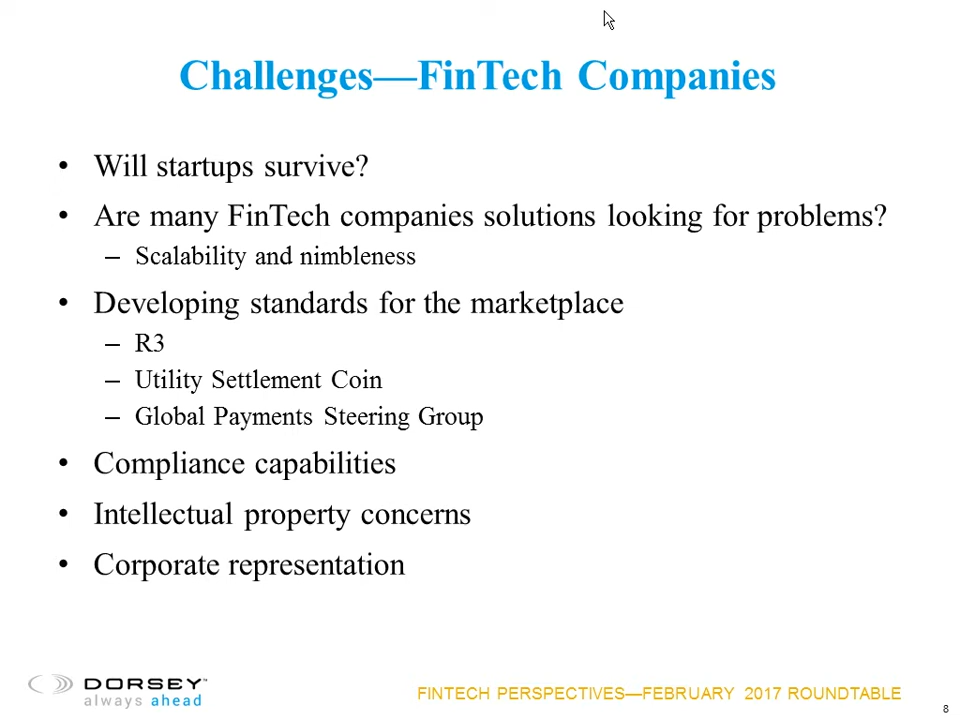 Challenges—FinTech Companies
• Will startups survive?
• Are many FinTech companies solutions looking for problems?
– Scalability and nimbleness
• Developing standards for the marketplace
– R3
– Utility Settlement Coin
– Global Payments Steering Group
• Compliance capabilities
• Intellectual property concerns
• Corporate representation
DORSEY™
always ahead
FINTECH PERSPECTIVES—FEBRUARY 2017 ROUNDTABLE
8